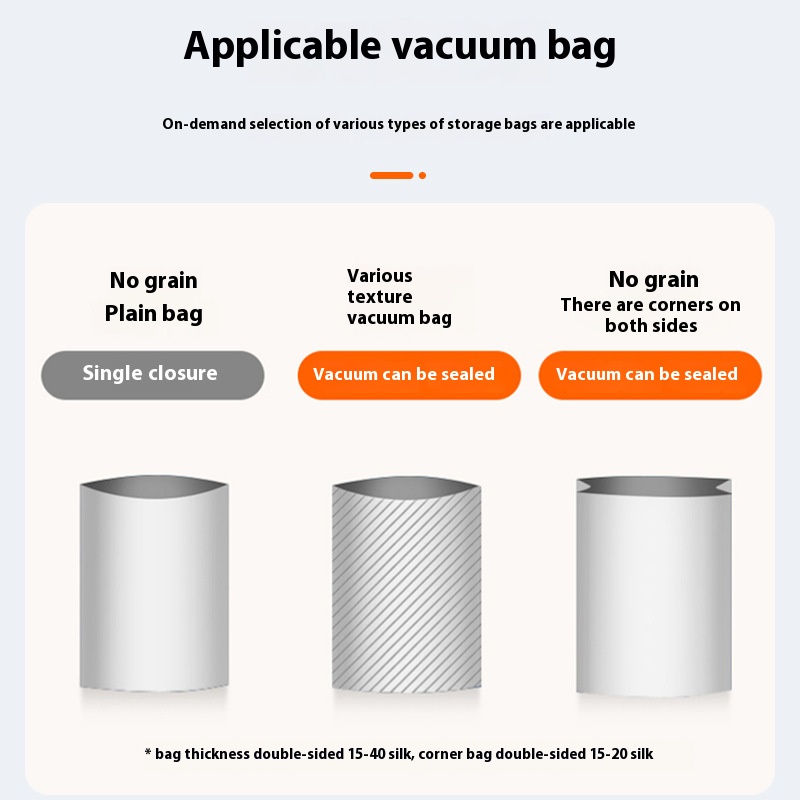 Applicable vacuum bag
On-demand selection of various types of storage bags are applicable
No grain
Plain bag
Single closure
Various
texture
vacuum bag
Vacuum can be sealed
No grain
There are corners on
both sides
Vacuum can be sealed
* bag thickness double-sided 15-40 silk, corner bag double-sided 15-20 silk